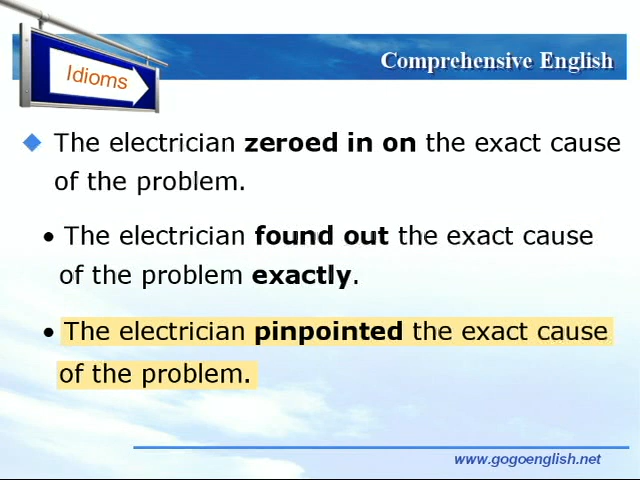 Comprehensive English
Idioms
The electrician zeroed in on the exact cause
of the problem.
• The electrician found out the exact cause
of the problem exactly.
• The electrician pinpointed the exact cause
of the problem.
www.gogoenglish.net